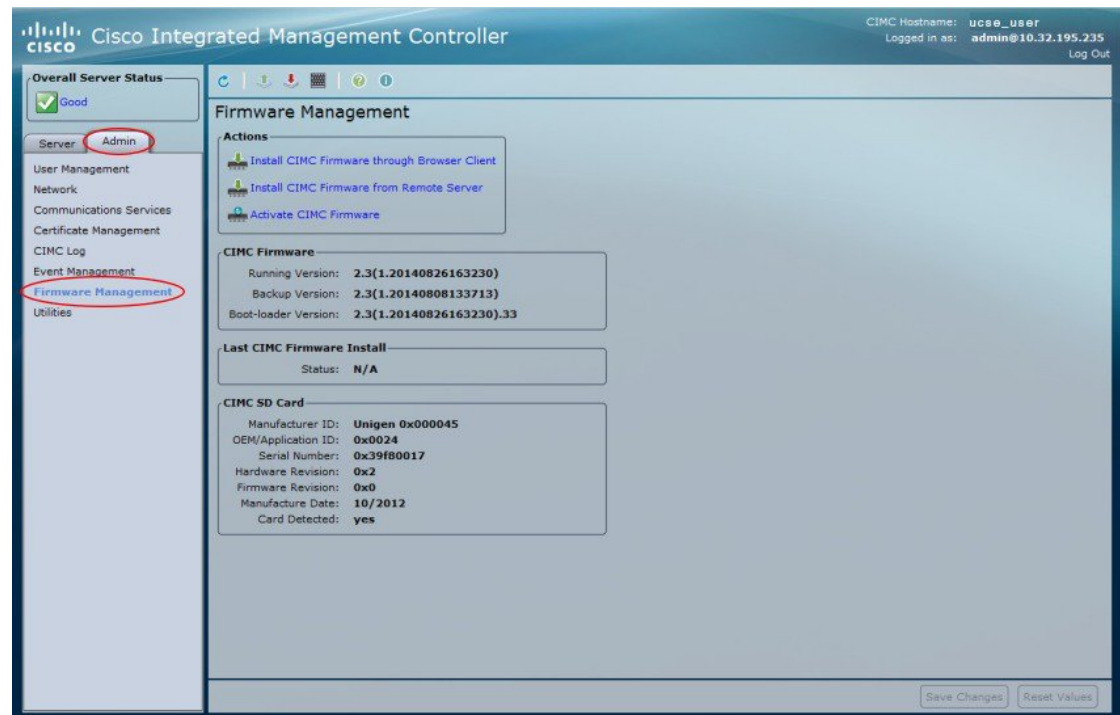 CISCO
Cisco Integrated Management Controller
CIMC Hostname: ucse_user
Logged in as: admin@10.32.195.235
Log Out
Overall Server Status
Good
Server Admin
User Management
Network
Communications Services
Certificate Management
CIMC Log
Event Management
Firmware Management
Utilities
Firmware Management
Actions
Install CIMC Firmware through Browser Client
Install CIMC Firmware from Remote Server
Activate CIMC Firmware
CIMC Firmware
Running Version: 2.3(1.20140826163230)
Backup Version: 2.3(1.20140808133713)
Boot-loader Version: 2.3(1.20140826163230).33
Last CIMC Firmware Install
Status: N/A
CIMC SD Card
Manufacturer ID: Unigen 0x000045
OEM/Application ID: 0x0024
Serial Number: 0x39f80017
Hardware Revision: 0x2
Firmware Revision: 0x0
Manufacture Date: 10/2012
Card Detected: yes
Save Changes Reset Values